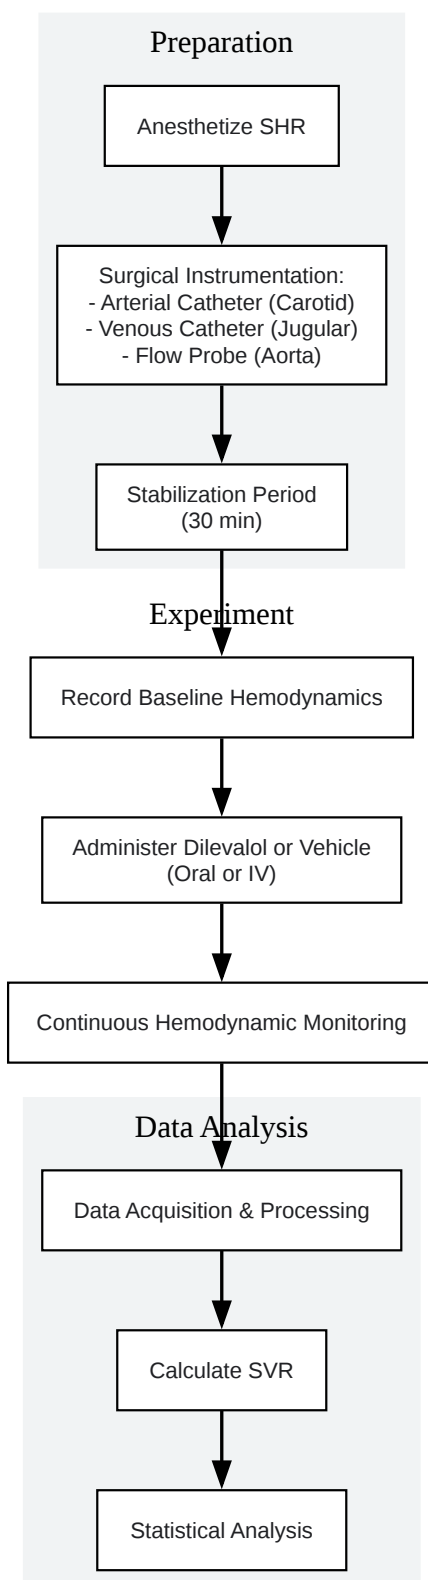 Preparation
Anesthetize SHR
Surgical Instrumentation:
- Arterial Catheter (Carotid)
- Venous Catheter (Jugular)
- Flow Probe (Aorta)
Stabilization Period
(30 min)
Experiment
Record Baseline Hemodynamics
Administer Dilevalol or Vehicle
(Oral or IV)
Continuous Hemodynamic Monitoring
Data Analysis
Data Acquisition & Processing
Calculate SVR
Statistical Analysis